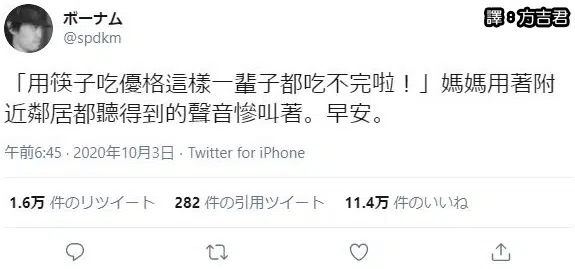 ボーナム
@spdkm
譯：方吉君
「用筷子吃優格這樣一輩子都吃不完啦！」媽媽用著附
近鄰居都聽得到的聲音慘叫著。早安。
午前6:45 · 2020年10月3日 · Twitter for iPhone
1.6万 件のリツイート 282 件の引用ツイート 11.4万 件のいいね